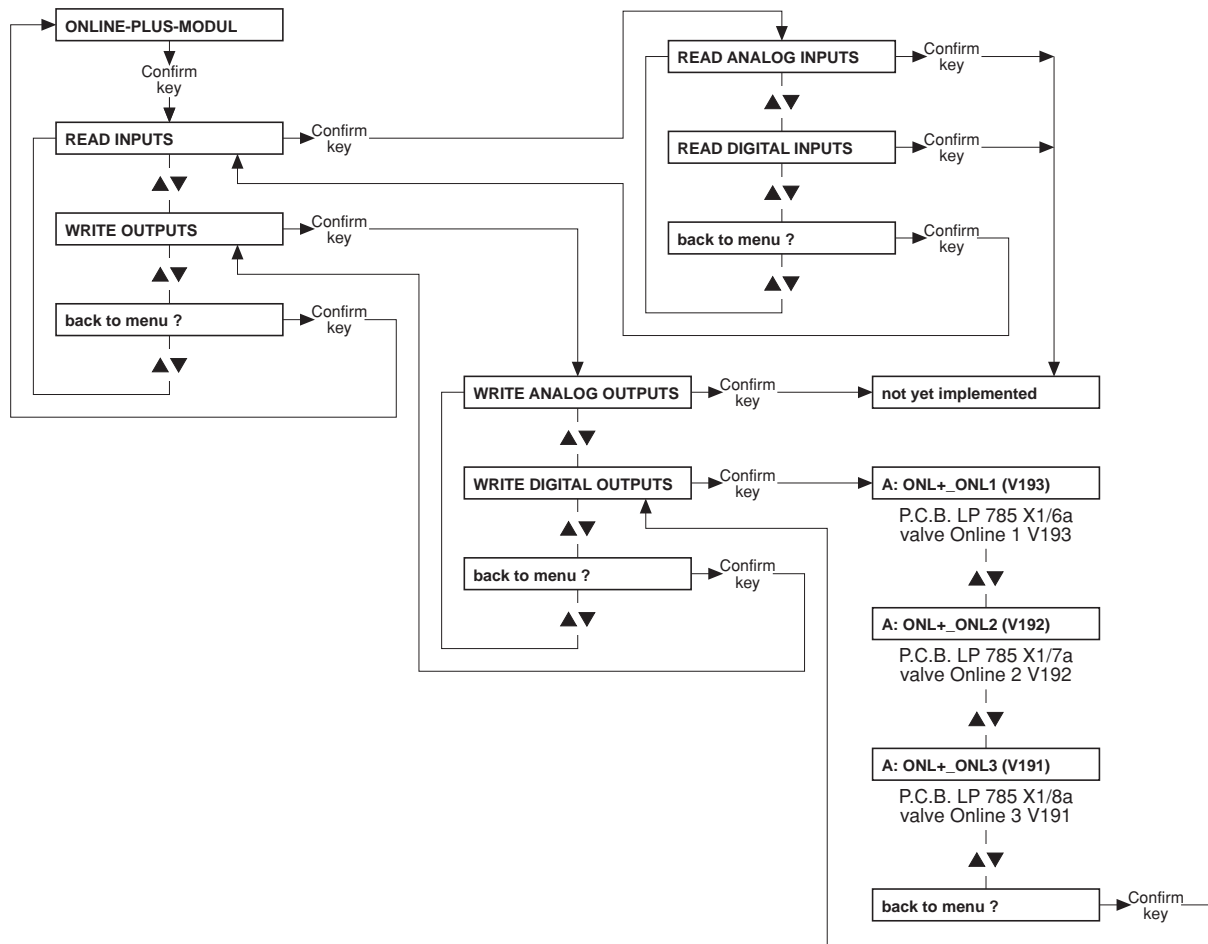 ONLINE-PLUS-MODUL
Confirm
key
READ INPUTS
Confirm
key
WRITE OUTPUTS
Confirm
key
back to menu ?
Confirm
key
READ ANALOG INPUTS
Confirm
key
READ DIGITAL INPUTS
Confirm
key
back to menu ?
Confirm
key
WRITE ANALOG OUTPUTS
Confirm
key
not yet implemented
WRITE DIGITAL OUTPUTS
Confirm
key
back to menu ?
Confirm
key
A: ONL+_ONL1 (V193)
P.C.B. LP 785 X1/6a
valve Online 1 V193
A: ONL+_ONL2 (V192)
P.C.B. LP 785 X1/7a
valve Online 2 V192
A: ONL+_ONL3 (V191)
P.C.B. LP 785 X1/8a
valve Online 3 V191
back to menu ?
Confirm
key